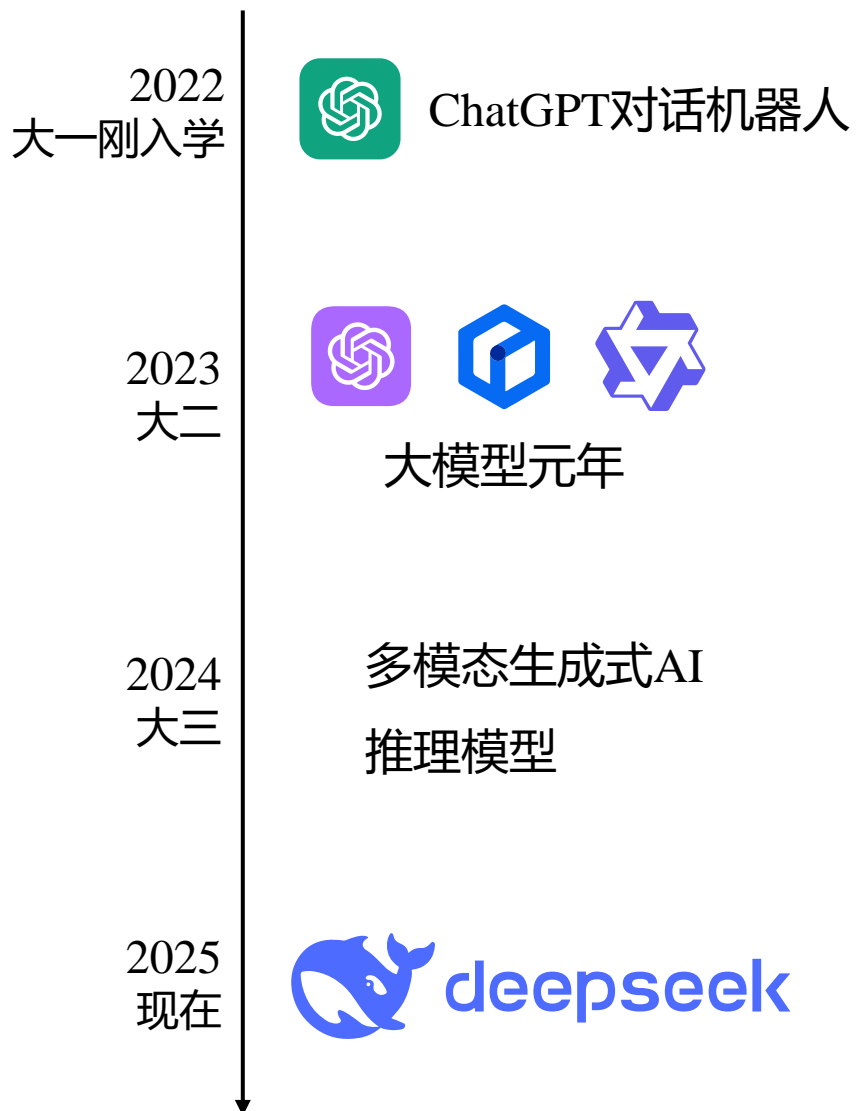 2022
大一刚入学
ChatGPT对话机器人
2023
大二
大模型元年
2024
大三
多模态生成式AI
推理模型
2025
现在
deepseek